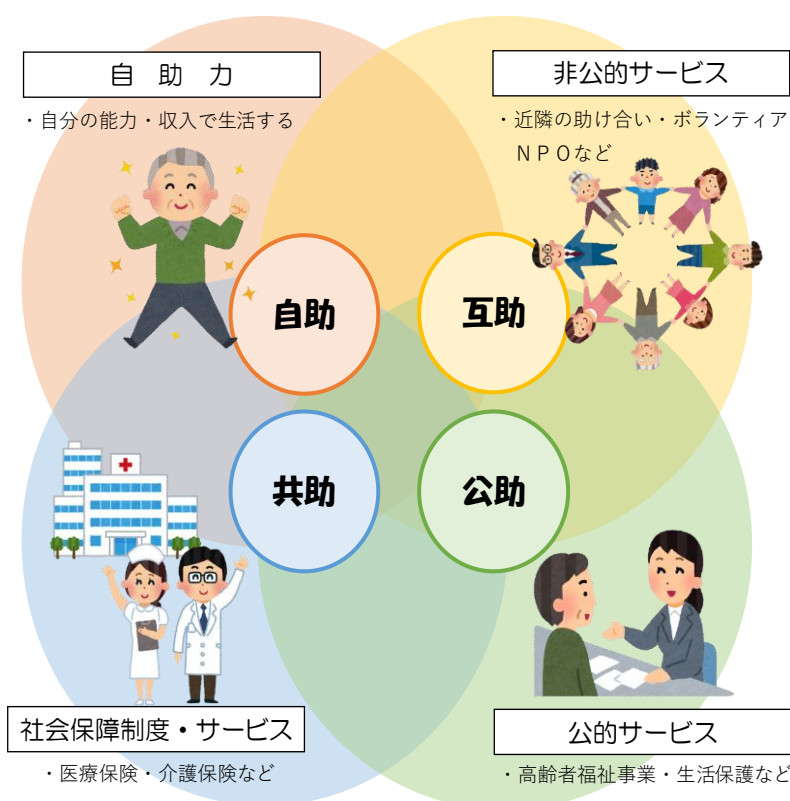 自 助 力
・自分の能力・収入で生活する
非公的サービス
・近隣の助け合い・ボランティア
NPOなど
自助
互助
共助
公助
社会保障制度・サービス
・医療保険・介護保険など
公的サービス
・高齢者福祉事業・生活保護など